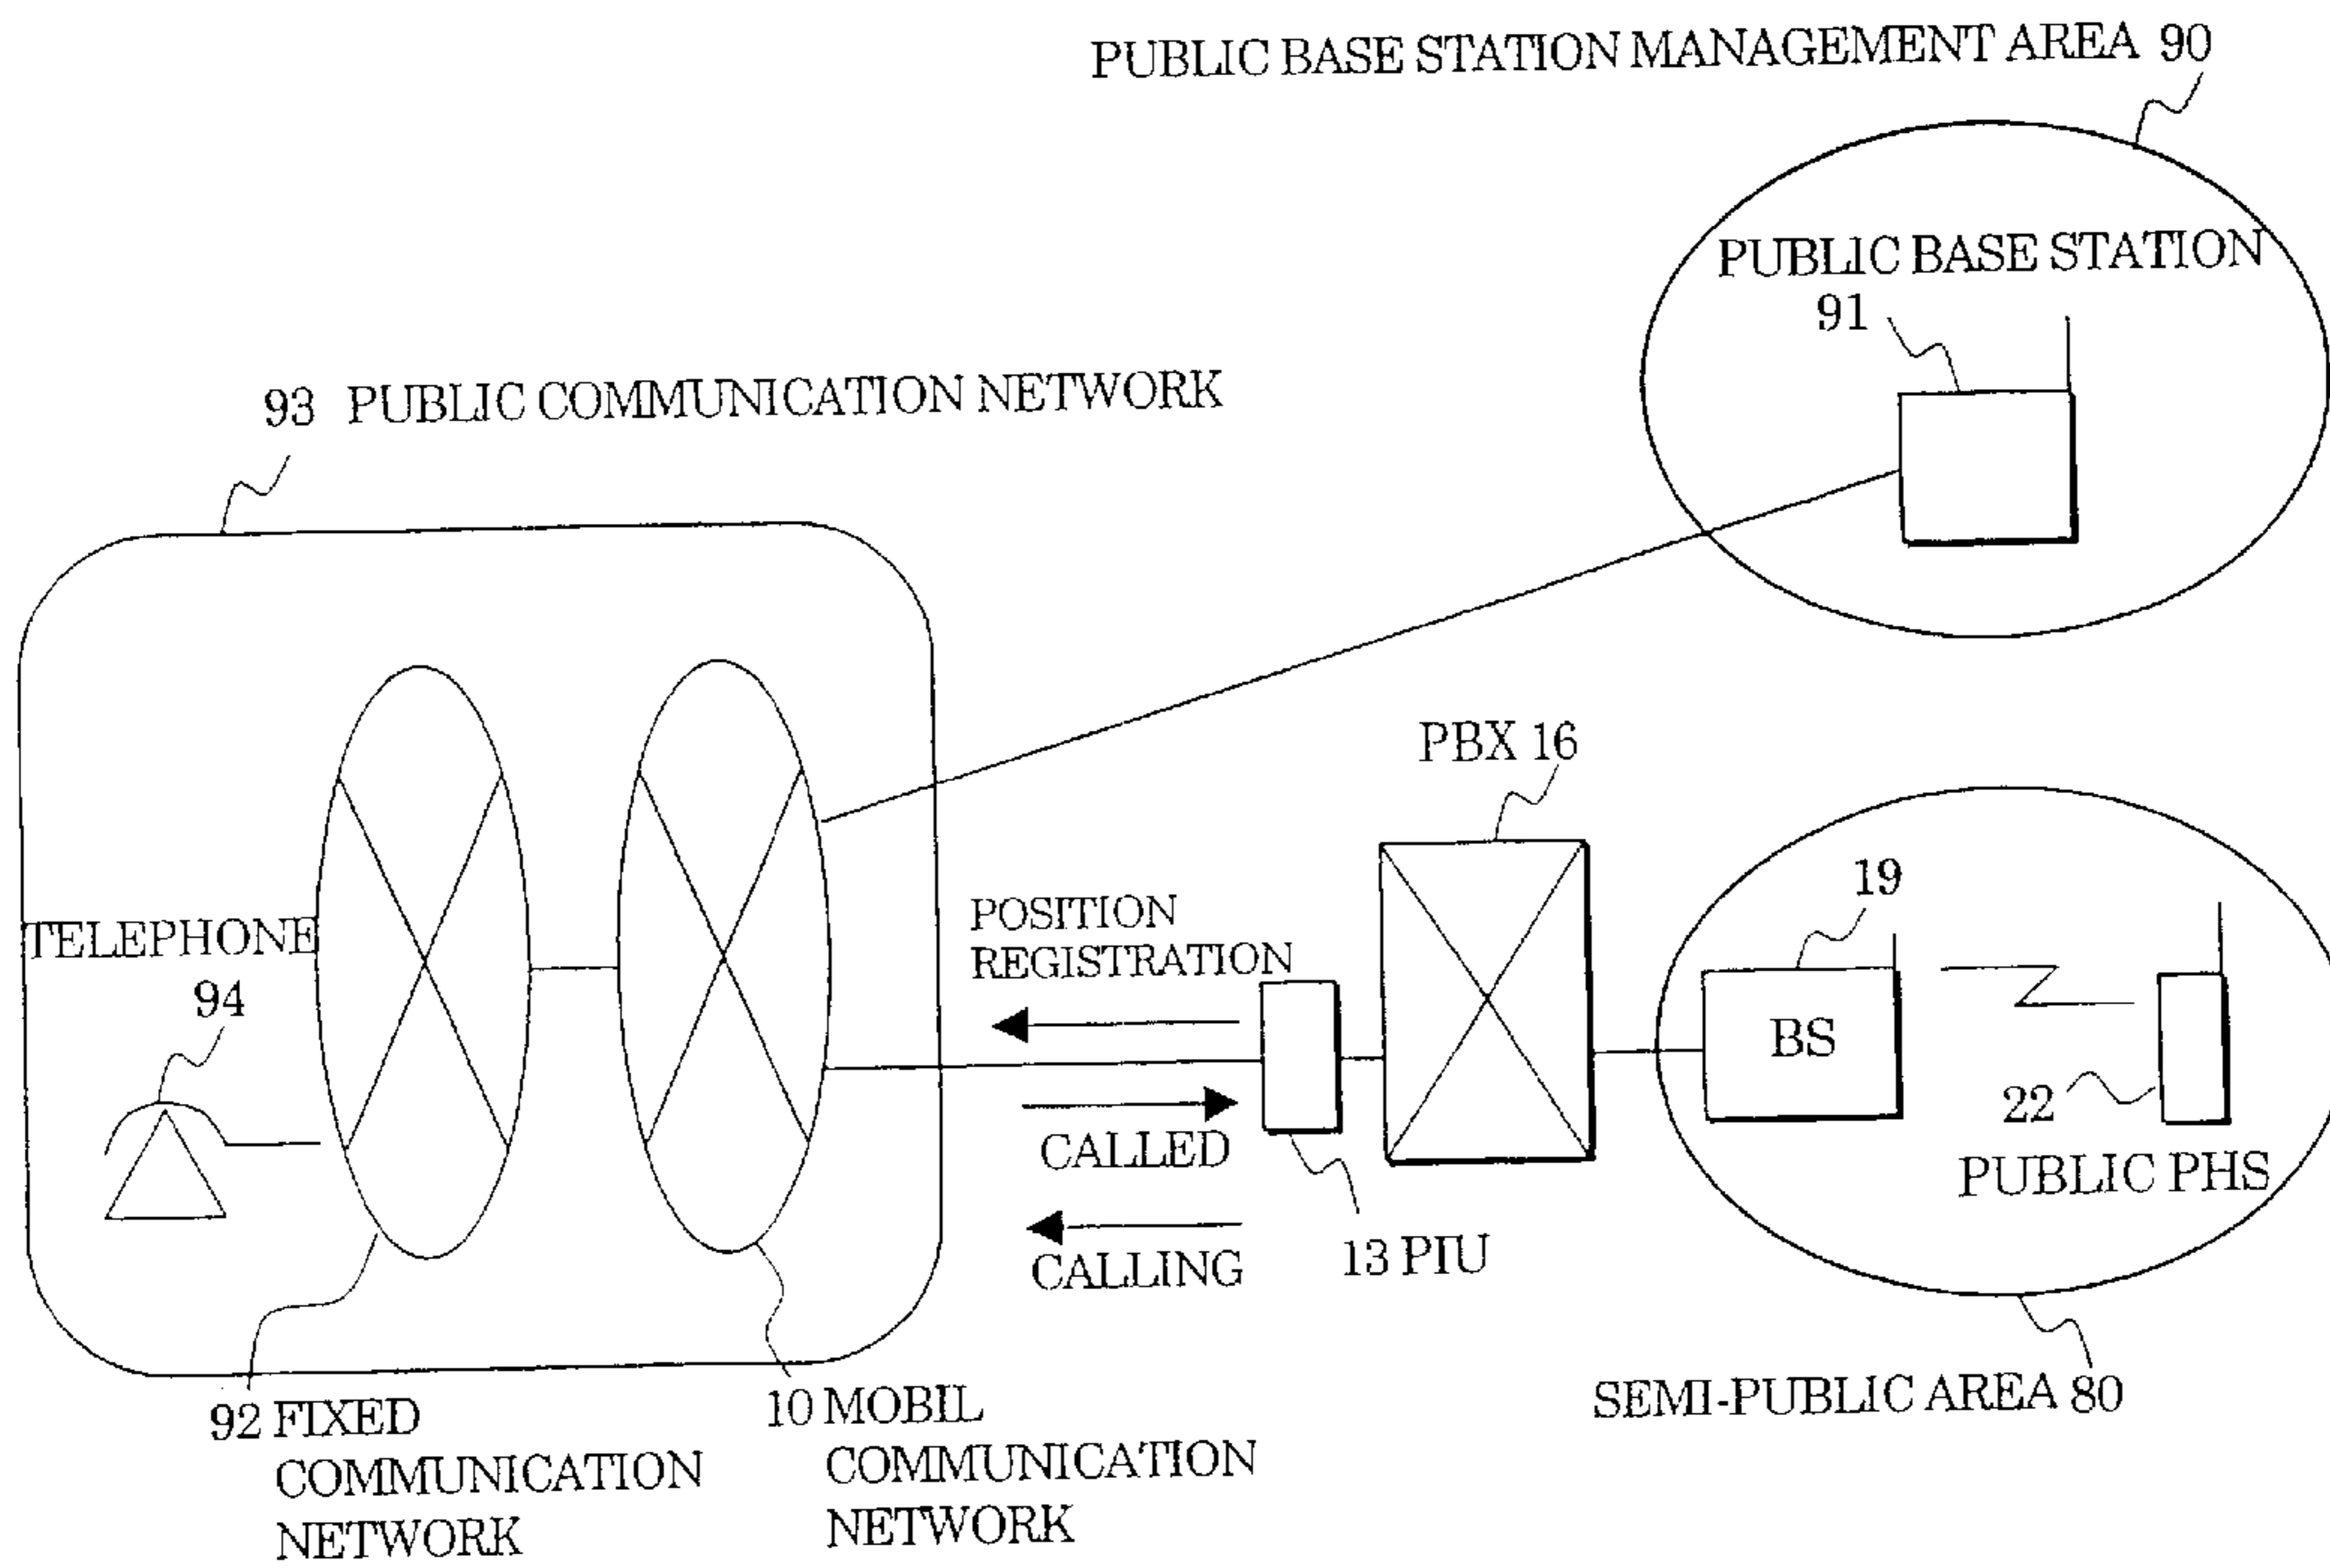 PUBLIC BASE STATION MANAGEMENT AREA 90
PUBLIC BASE STATION
91
93 PUBLIC COMMUNICATION NETWORK
PBX 16
19
POSITION
REGISTRATION
TELEPHONE
94
BS
22
CALLED
PUBLIC PHS
13 PIU
CALLING
SEMI-PUBLIC AREA 80
92 FIXED
COMMUNICATION
NETWORK
10 MOBIL
COMMUNICATION
NETWORK